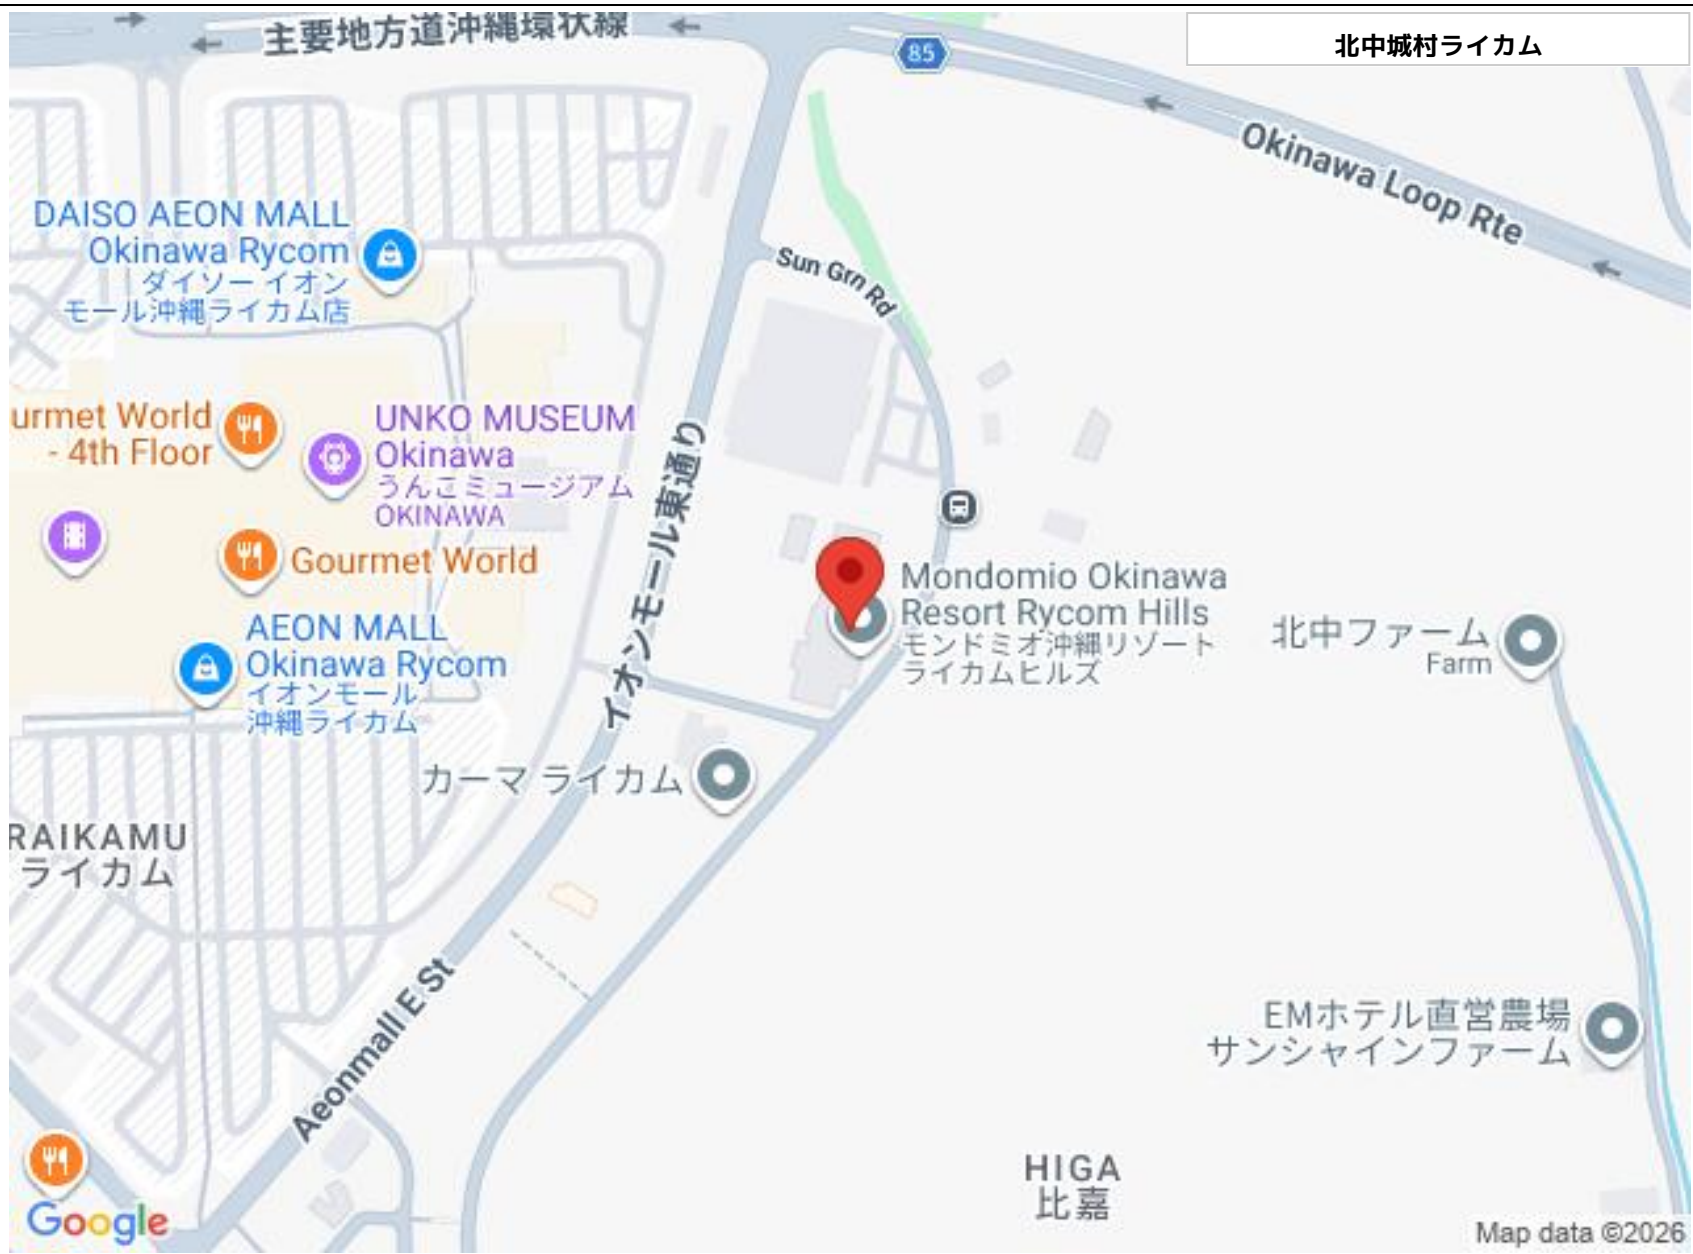 主要地方道沖縄環状線
85
北中城村ライカム
Okinawa Loop Rte
DAISO AEON MALL
Okinawa Rycom
ダイソー イオン
モール沖縄ライカム店
Sun Grn Rd
urmet World
- 4th Floor
UNKO MUSEUM
Okinawa
うんこミュージアム
OKINAWA
イオンモール東通り
Gourmet World
Mondomio Okinawa
Resort Rycom Hills
モンドミオ沖縄リゾート
ライカムヒルズ
北中ファーム
Farm
AEON MALL
Okinawa Rycom
イオンモール
沖縄ライカム
カーマ ライカム
RAIKAMU
ライカム
Aeonmall E St
EMホテル直営農場
サンシャインファーム
HIGA
比嘉
Google
Map data ©2026